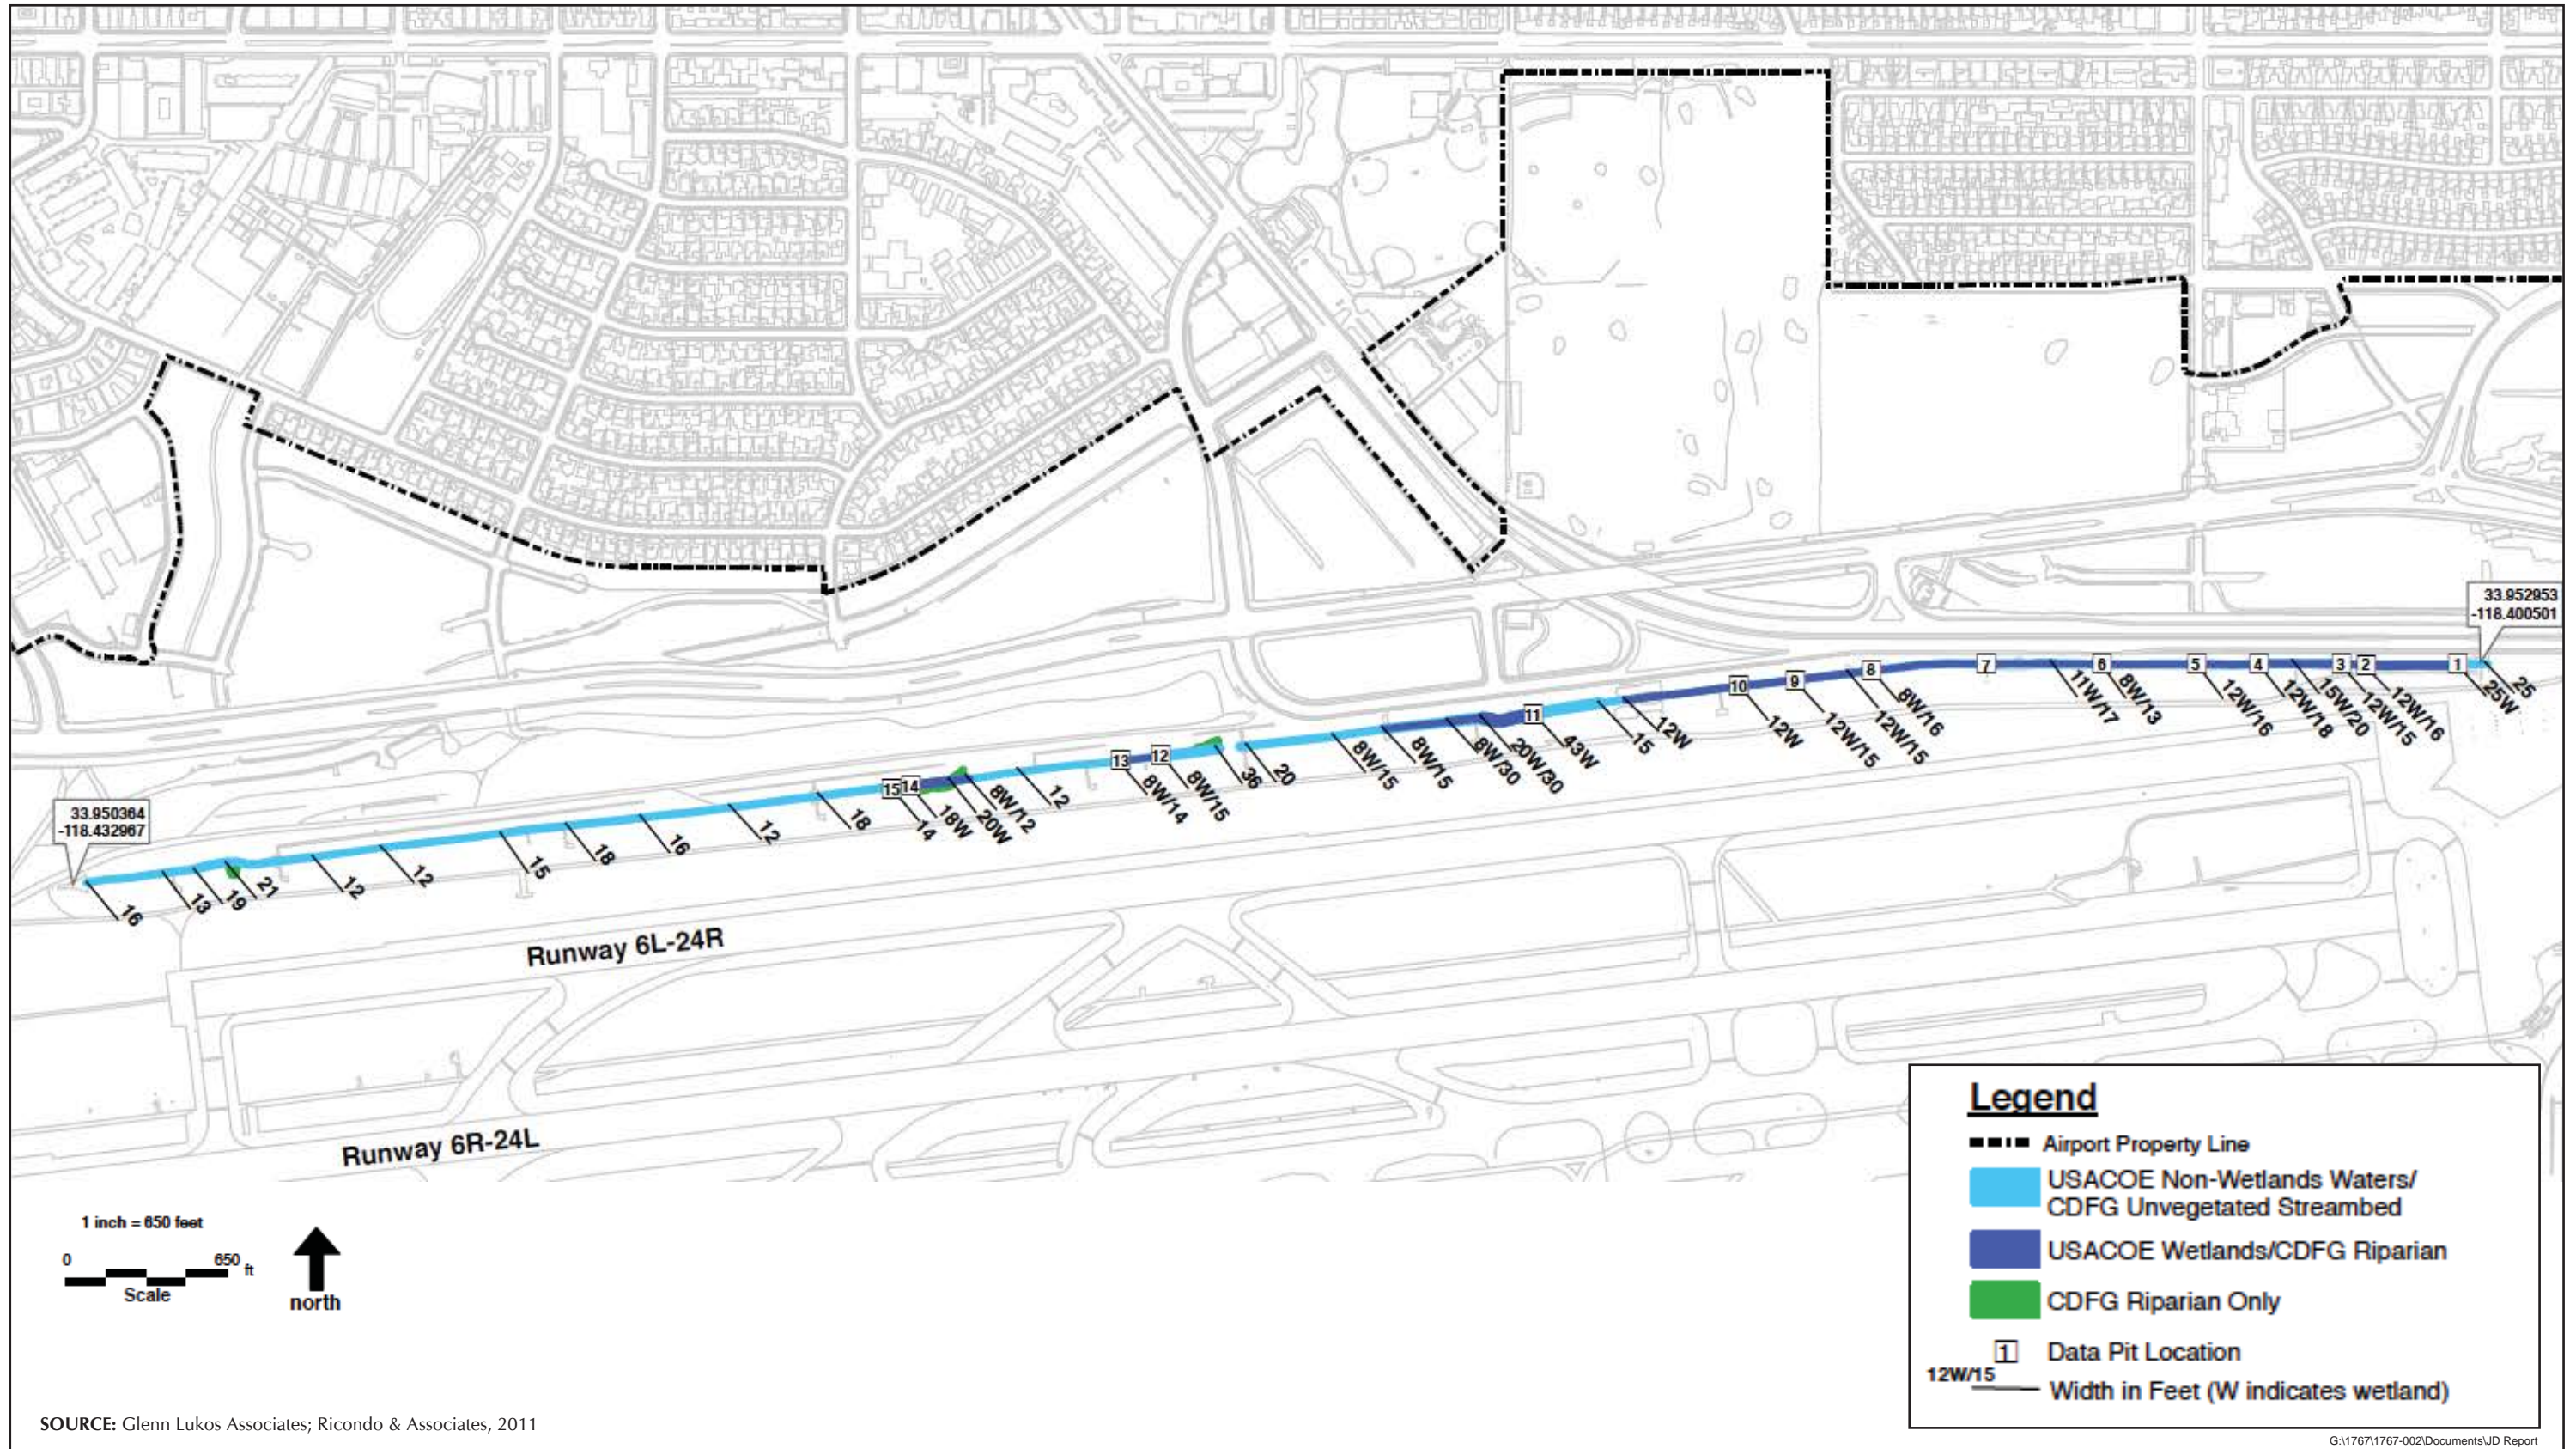 33.952953
-118.400501
1
2
3
4
5
6
7
8
9
10
11
12
13
14
15
25
25W
12W/16
12W/15
15W/20
12W/18
12W/16
8W/13
11W/17
8W/16
12W/15
12W/15
12W
12W
15
43W
20W/30
8W/30
8W/15
8W/15
20
36
8W/15
8W/14
12
8W/12
20W
18W
14
18
12
16
18
15
12
12
21
19
13
16
33.950364
-118.432967
Runway 6L-24R
Runway 6R-24L
1 inch = 650 feet
0 650 ft
Scale
north
Legend
Airport Property Line
USACOE Non-Wetlands Waters/
CDFG Unvegetated Streambed
USACOE Wetlands/CDFG Riparian
CDFG Riparian Only
1 Data Pit Location
12W/15
Width in Feet (W indicates wetland)
SOURCE: Glenn Lukos Associates; Ricondo & Associates, 2011
G:\1767\1767-002\Documents\JD Report